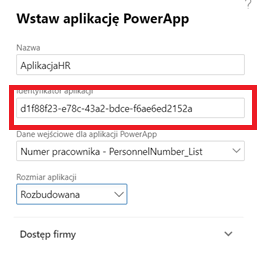 ?
Wstaw aplikację PowerApp
Nazwa
AplikacjaHR
Identyfikator aplikacji
d1f88f23-e78c-43a2-bdce-f6ae6ed2152a
Dane wejściowe dla aplikacji PowerApp
Numer pracownika - PersonnelNumber_List
Rozmiar aplikacji
Rozbudowana
Dostęp firmy